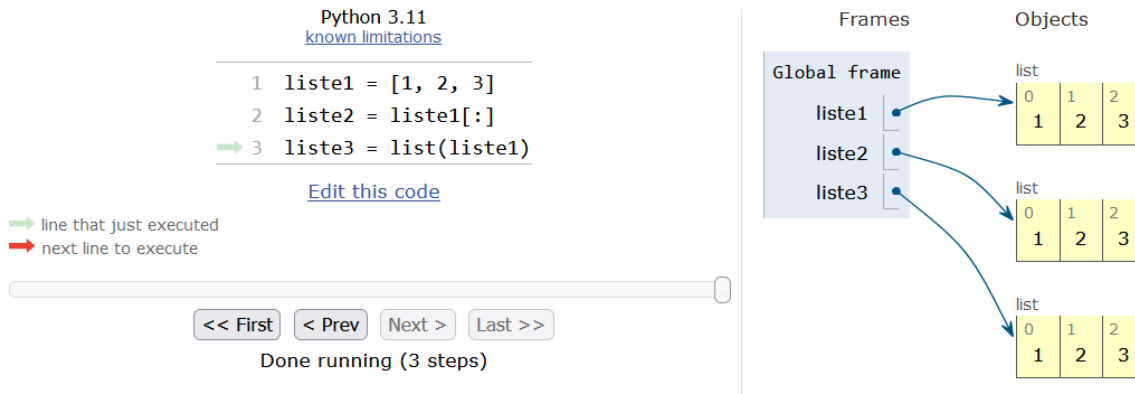 Python 3.11
known limitations
1 liste1 = [1, 2, 3]
2 liste2 = liste1[:]
3 liste3 = list(liste1)
Edit this code
line that just executed
next line to execute
<< First < Prev Next > Last >>
Done running (3 steps)
Frames Objects
Global frame
liste1
liste2
liste3
list
0 1 2
1 2 3
list
0 1 2
1 2 3
list
0 1 2
1 2 3